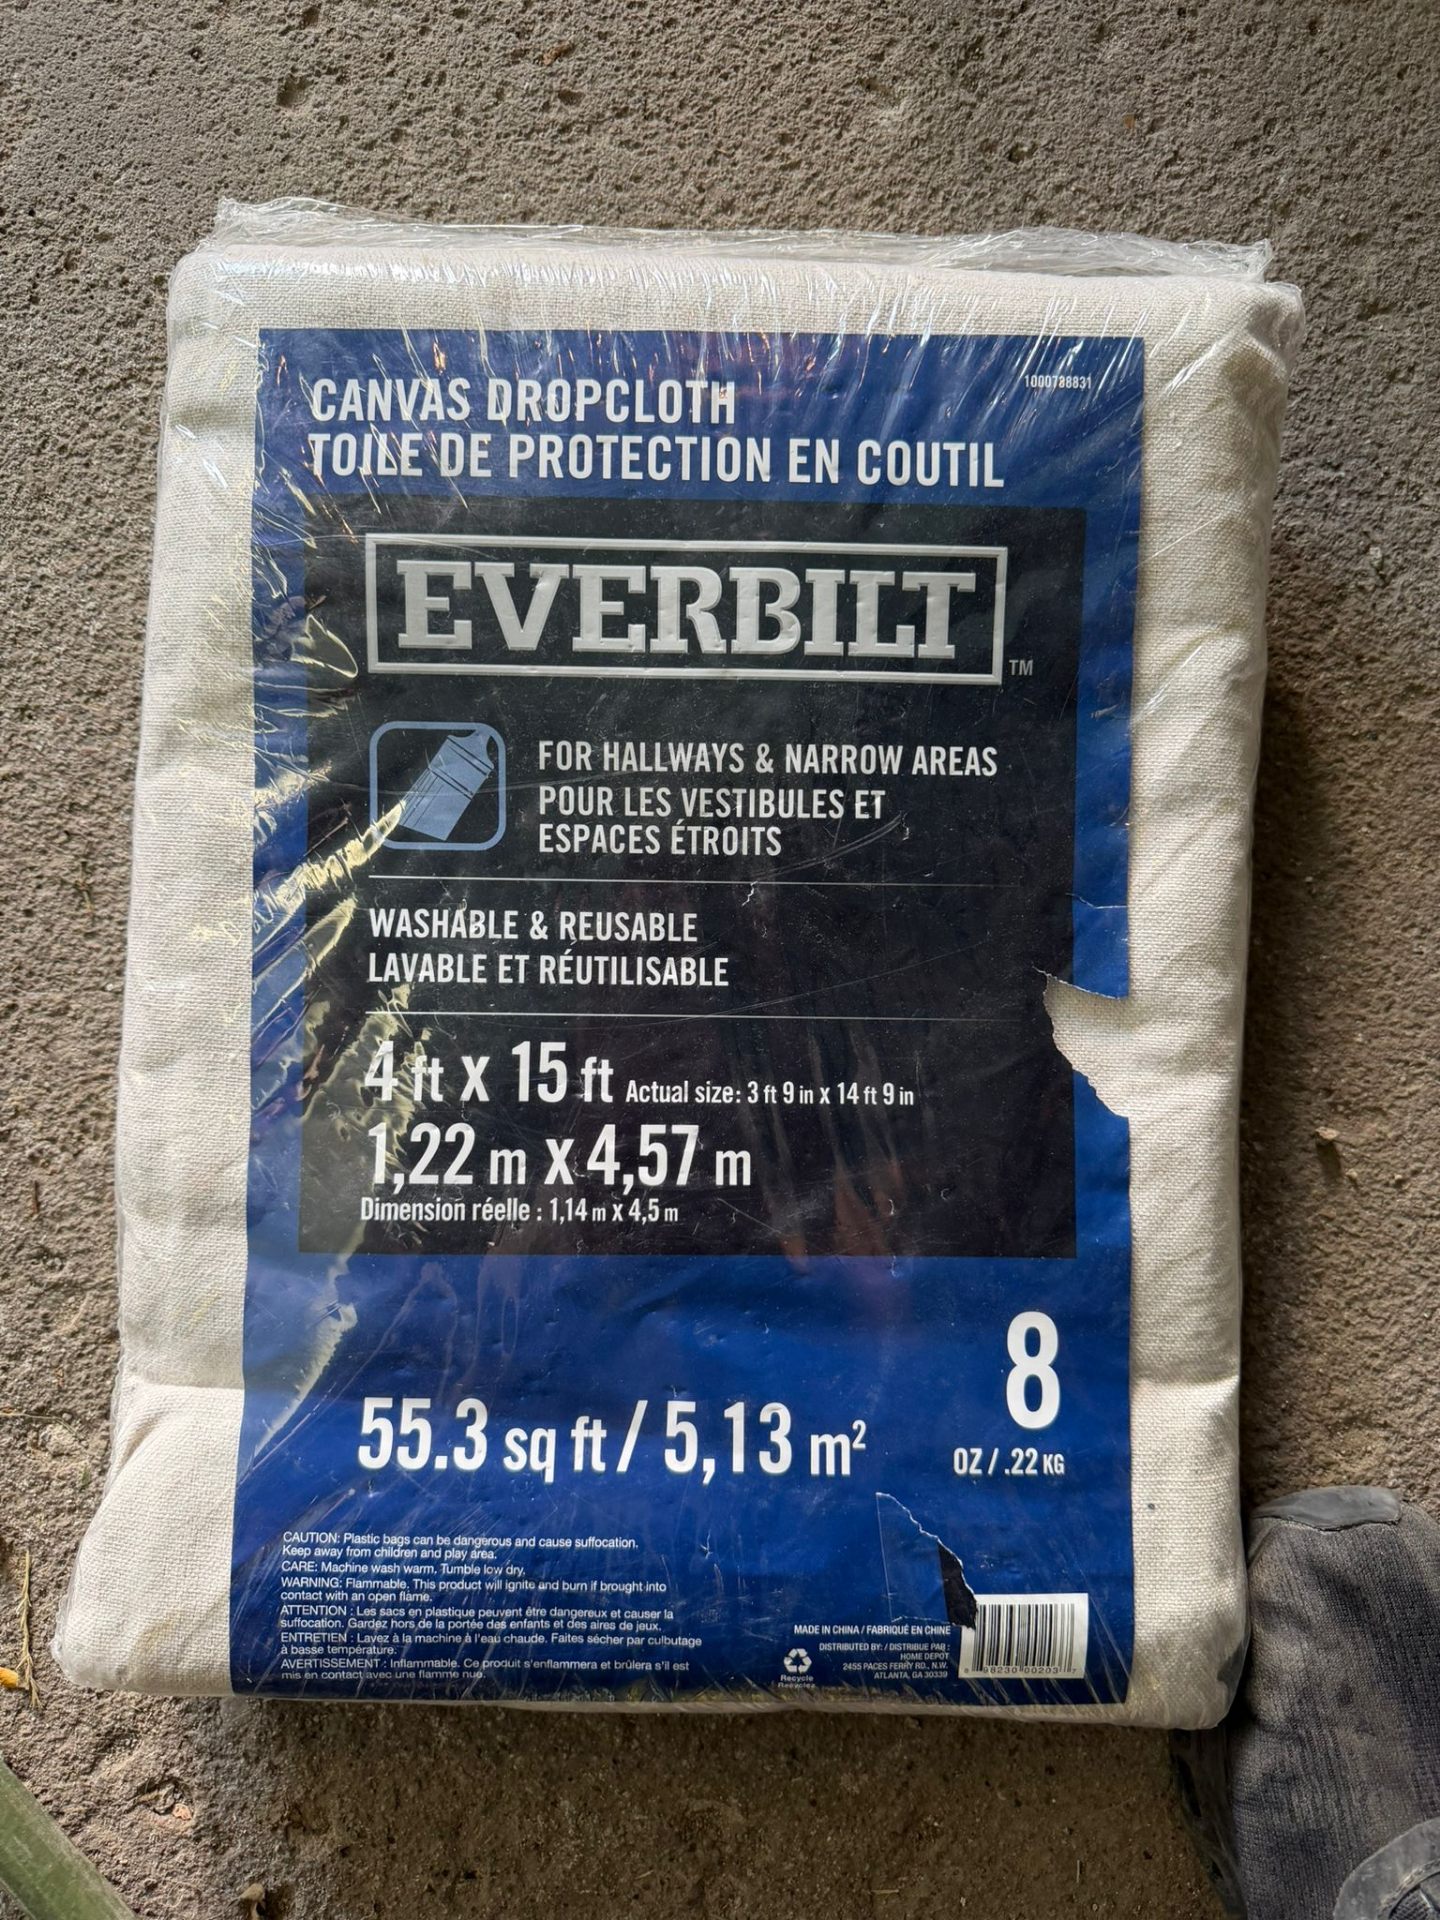 CANVAS DROPCLOTH
1000788831
TOILE DE PROTECTION EN COUTIL
EVERBILT
TM
FOR HALLWAYS & NARROW AREAS
POUR LES VESTIBULES ET
ESPACES ÉTROITS
WASHABLE & REUSABLE
LAVABLE ET RÉUTILISABLE
4 ft x 15 ft Actual size: 3 ft 9 in x 14 ft 9 in
1,22 m x 4,57 m
Dimension réelle : 1,14 m x 4,5 m
8
OZ / .22 KG
55.3 sq ft / 5,13 m²
CAUTION: Plastic bags can be dangerous and cause suffocation.
Keep away from children and play area.
CARE: Machine wash warm, Tumble low dry.
WARNING: Flammable. This product will ignite and burn if brought into
contact with an open flame.
ATTENTION : Les sacs en plastique peuvent être dangereux et causer la
suffocation. Gardez hors de la portée des enfants et des aires de jeux.
ENTRETIEN : Lavez à la machine à l'eau chaude. Faites sécher par culbutage
à basse température.
AVERTISSEMENT : Inflammable. Ce produit s'enflammera et brûlera s'il est
mis en contact avec une flamme nue.
Recycle
Recyclez
MADE IN CHINA / FABRIQUÉ EN CHINE
DISTRIBUTED BY: / DISTRIBUÉ PAR :
HOME DEPOT
2455 PACES FERRY RD., N.W.
ATLANTA, GA 30339
8 98230 00203 7